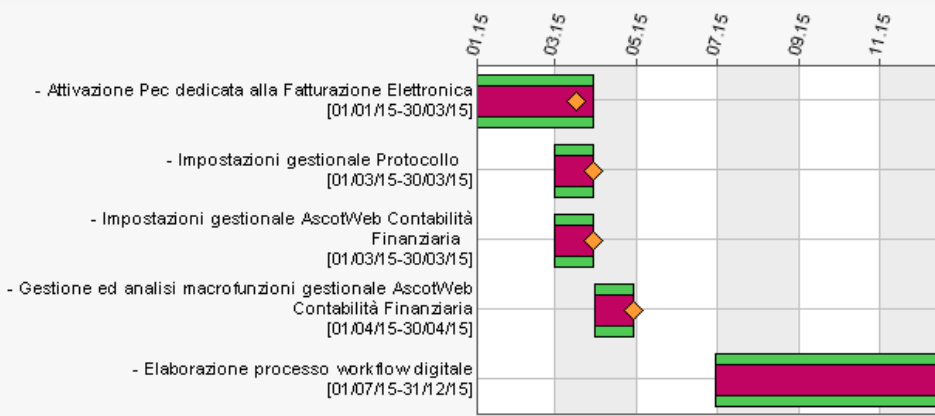 01.15
03.15
05.15
07.15
09.15
11.15
- Attivazione Pec dedicata alla Fatturazione Elettronica
[01/01/15-30/03/15]
- Impostazioni gestionale Protocollo
[01/03/15-30/03/15]
- Impostazioni gestionale AscotWeb Contabilità
Finanziaria
[01/03/15-30/03/15]
- Gestione ed analisi macrofunzioni gestionale AscotWeb
Contabilità Finanziaria
[01/04/15-30/04/15]
- Elaborazione processo workflow digitale
[01/07/15-31/12/15]